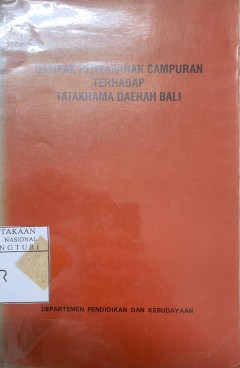 DAMPAK PERKAWINAN CAMPURAN
TERHADAP
TATAKRAMA DAERAH BALI
TAKAAN
NASIONAL
NGTURI
R
DEPARTEMEN PENDIDIKAN DAN KEBUDAYAAN